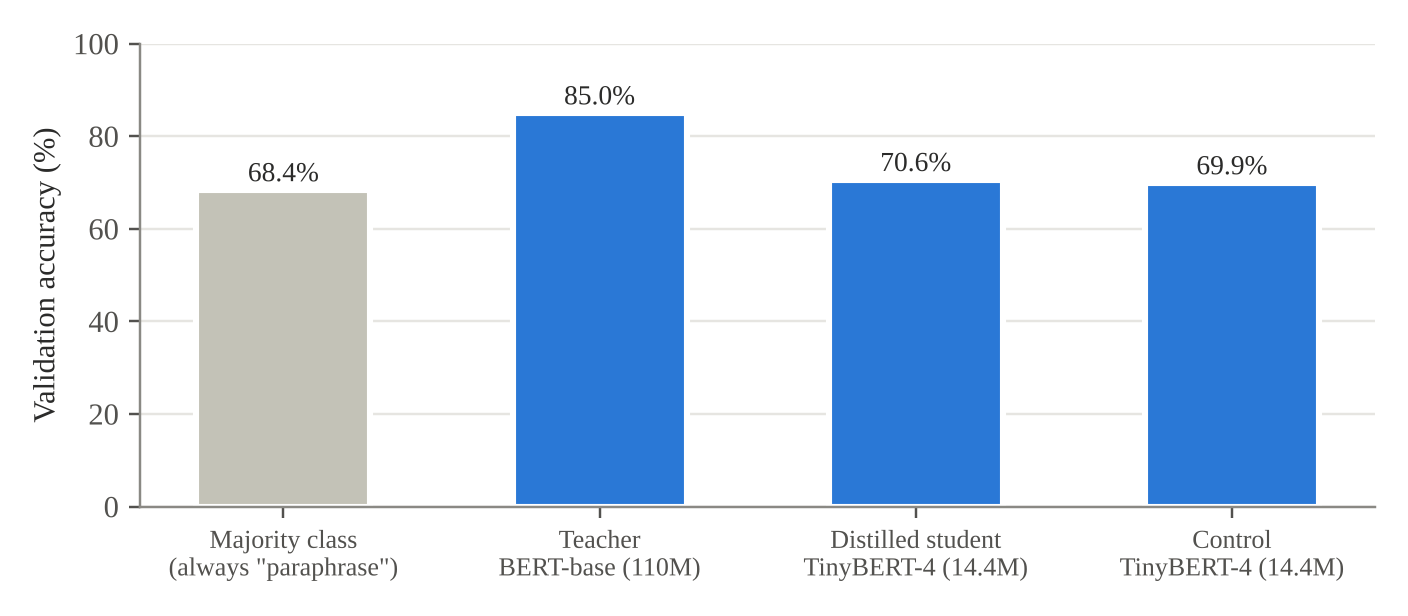 100
80
60
40
20
0
Validation accuracy (%)
68.4%
85.0%
70.6%
69.9%
Majority class
(always "paraphrase")
Teacher
BERT-base (110M)
Distilled student
TinyBERT-4 (14.4M)
Control
TinyBERT-4 (14.4M)